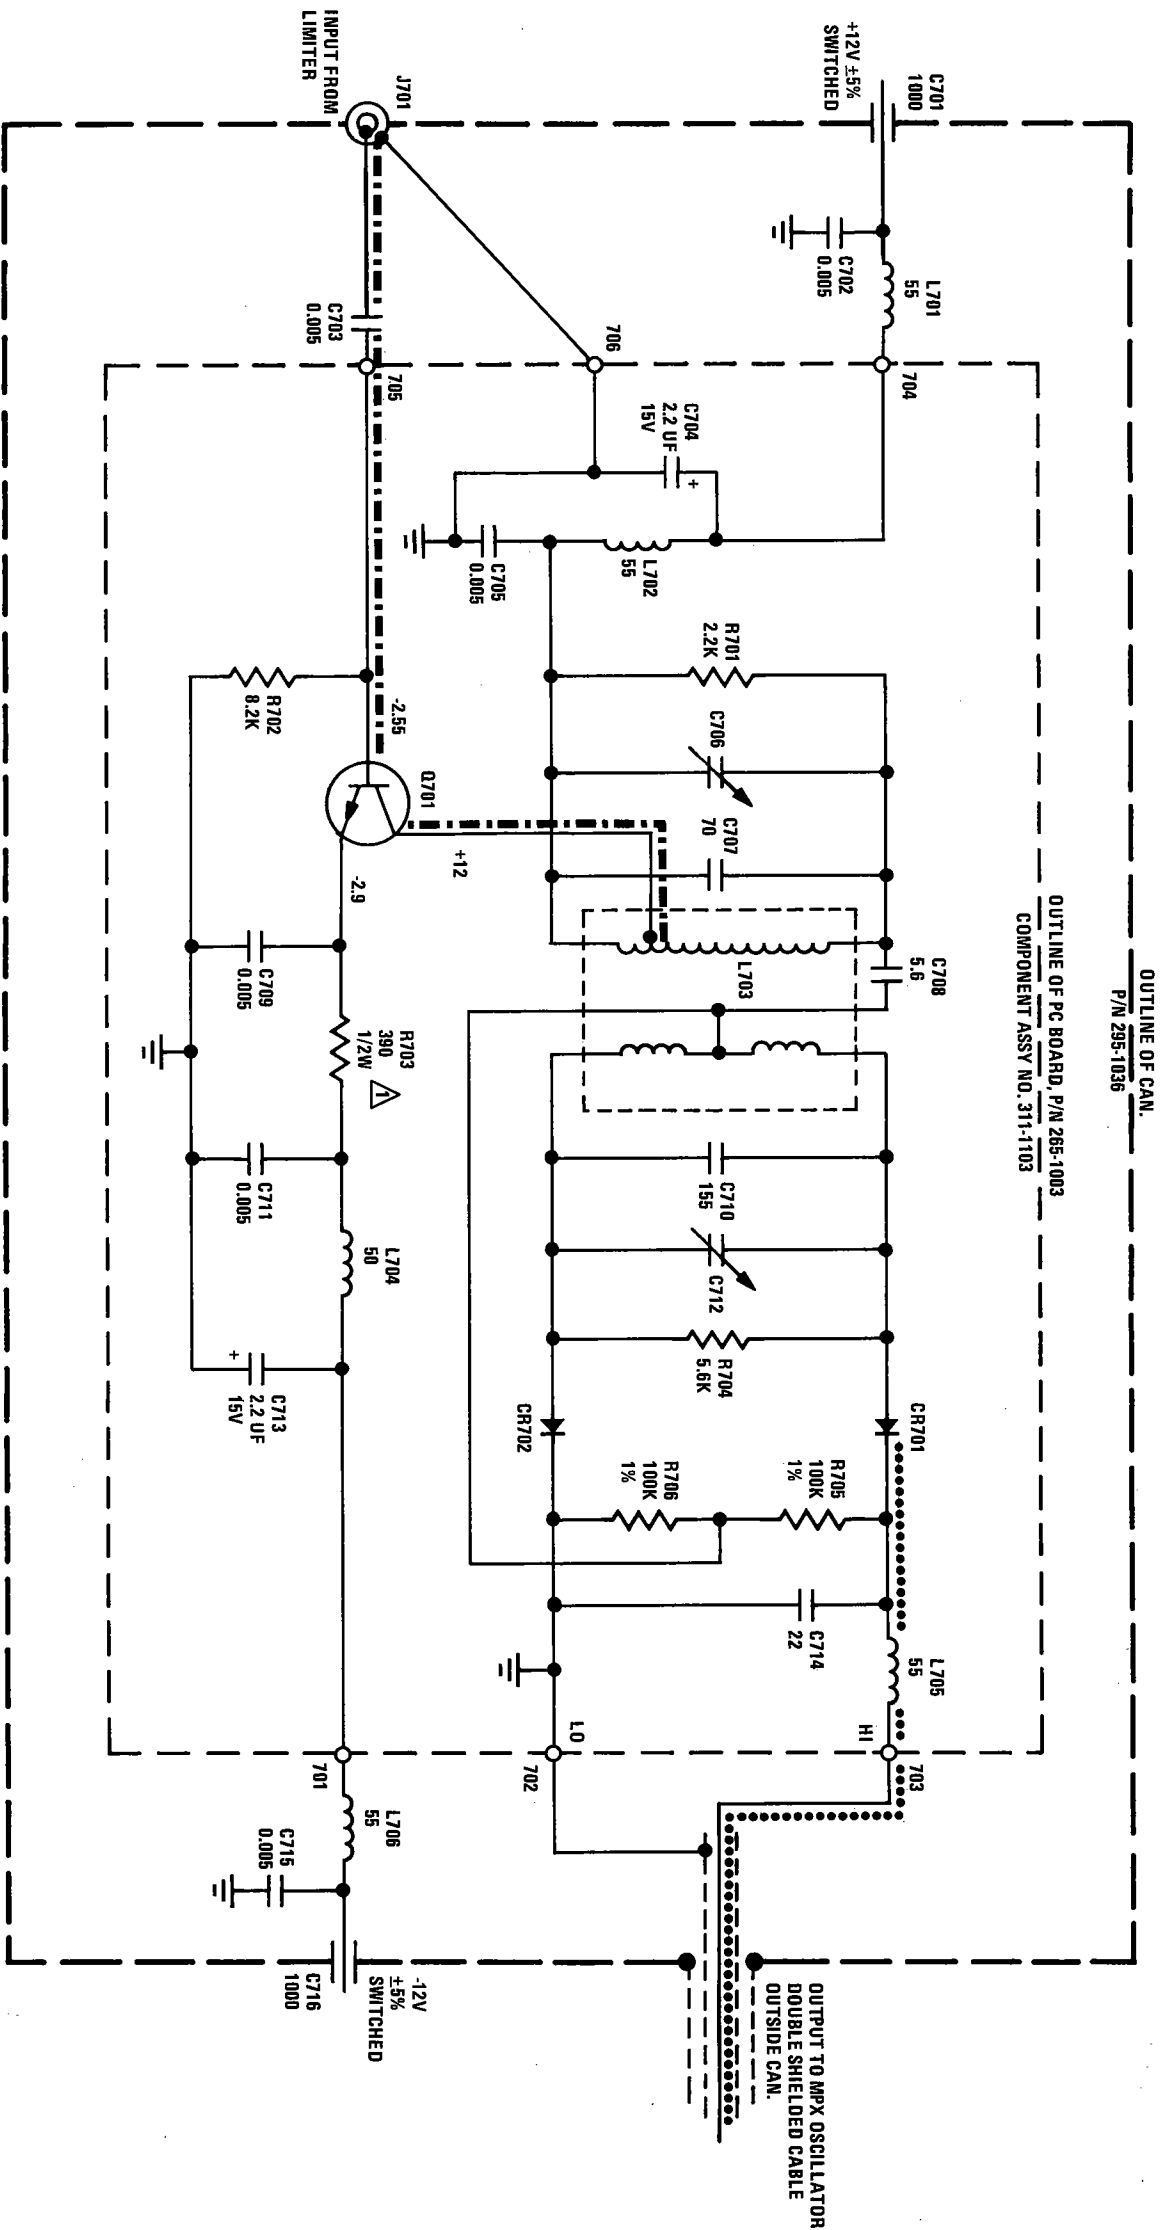 OUTLINE OF CAN.
P/N 295-1036
OUTLINE OF PC BOARD, P/N 265-1003
COMPONENT ASSY NO. 311-1103
C701
1000
+12V ±5%
SWITCHED
C702
0.005
L701
55
704
J701
INPUT FROM
LIMITER
C703
0.005
705
706
C704
2.2 UF
15V
+
L702
55
C705
0.005
R701
2.2K
C706
C707
70
C708
5.6
L703
R702
8.2K
-2.55
Q701
+12
-2.9
C709
0.005
R703
390
1/2W
1
C711
0.005
L704
50
C713
2.2 UF
15V
+
C710
155
C712
R704
5.6K
CR701
CR702
R705
100K
1%
R706
100K
1%
C714
22
L705
55
HI
LO
703
702
701
L706
55
C715
0.005
C716
1000
-12V
±5%
SWITCHED
OUTPUT TO MPX OSCILLATOR
DOUBLE SHIELDED CABLE
OUTSIDE CAN.